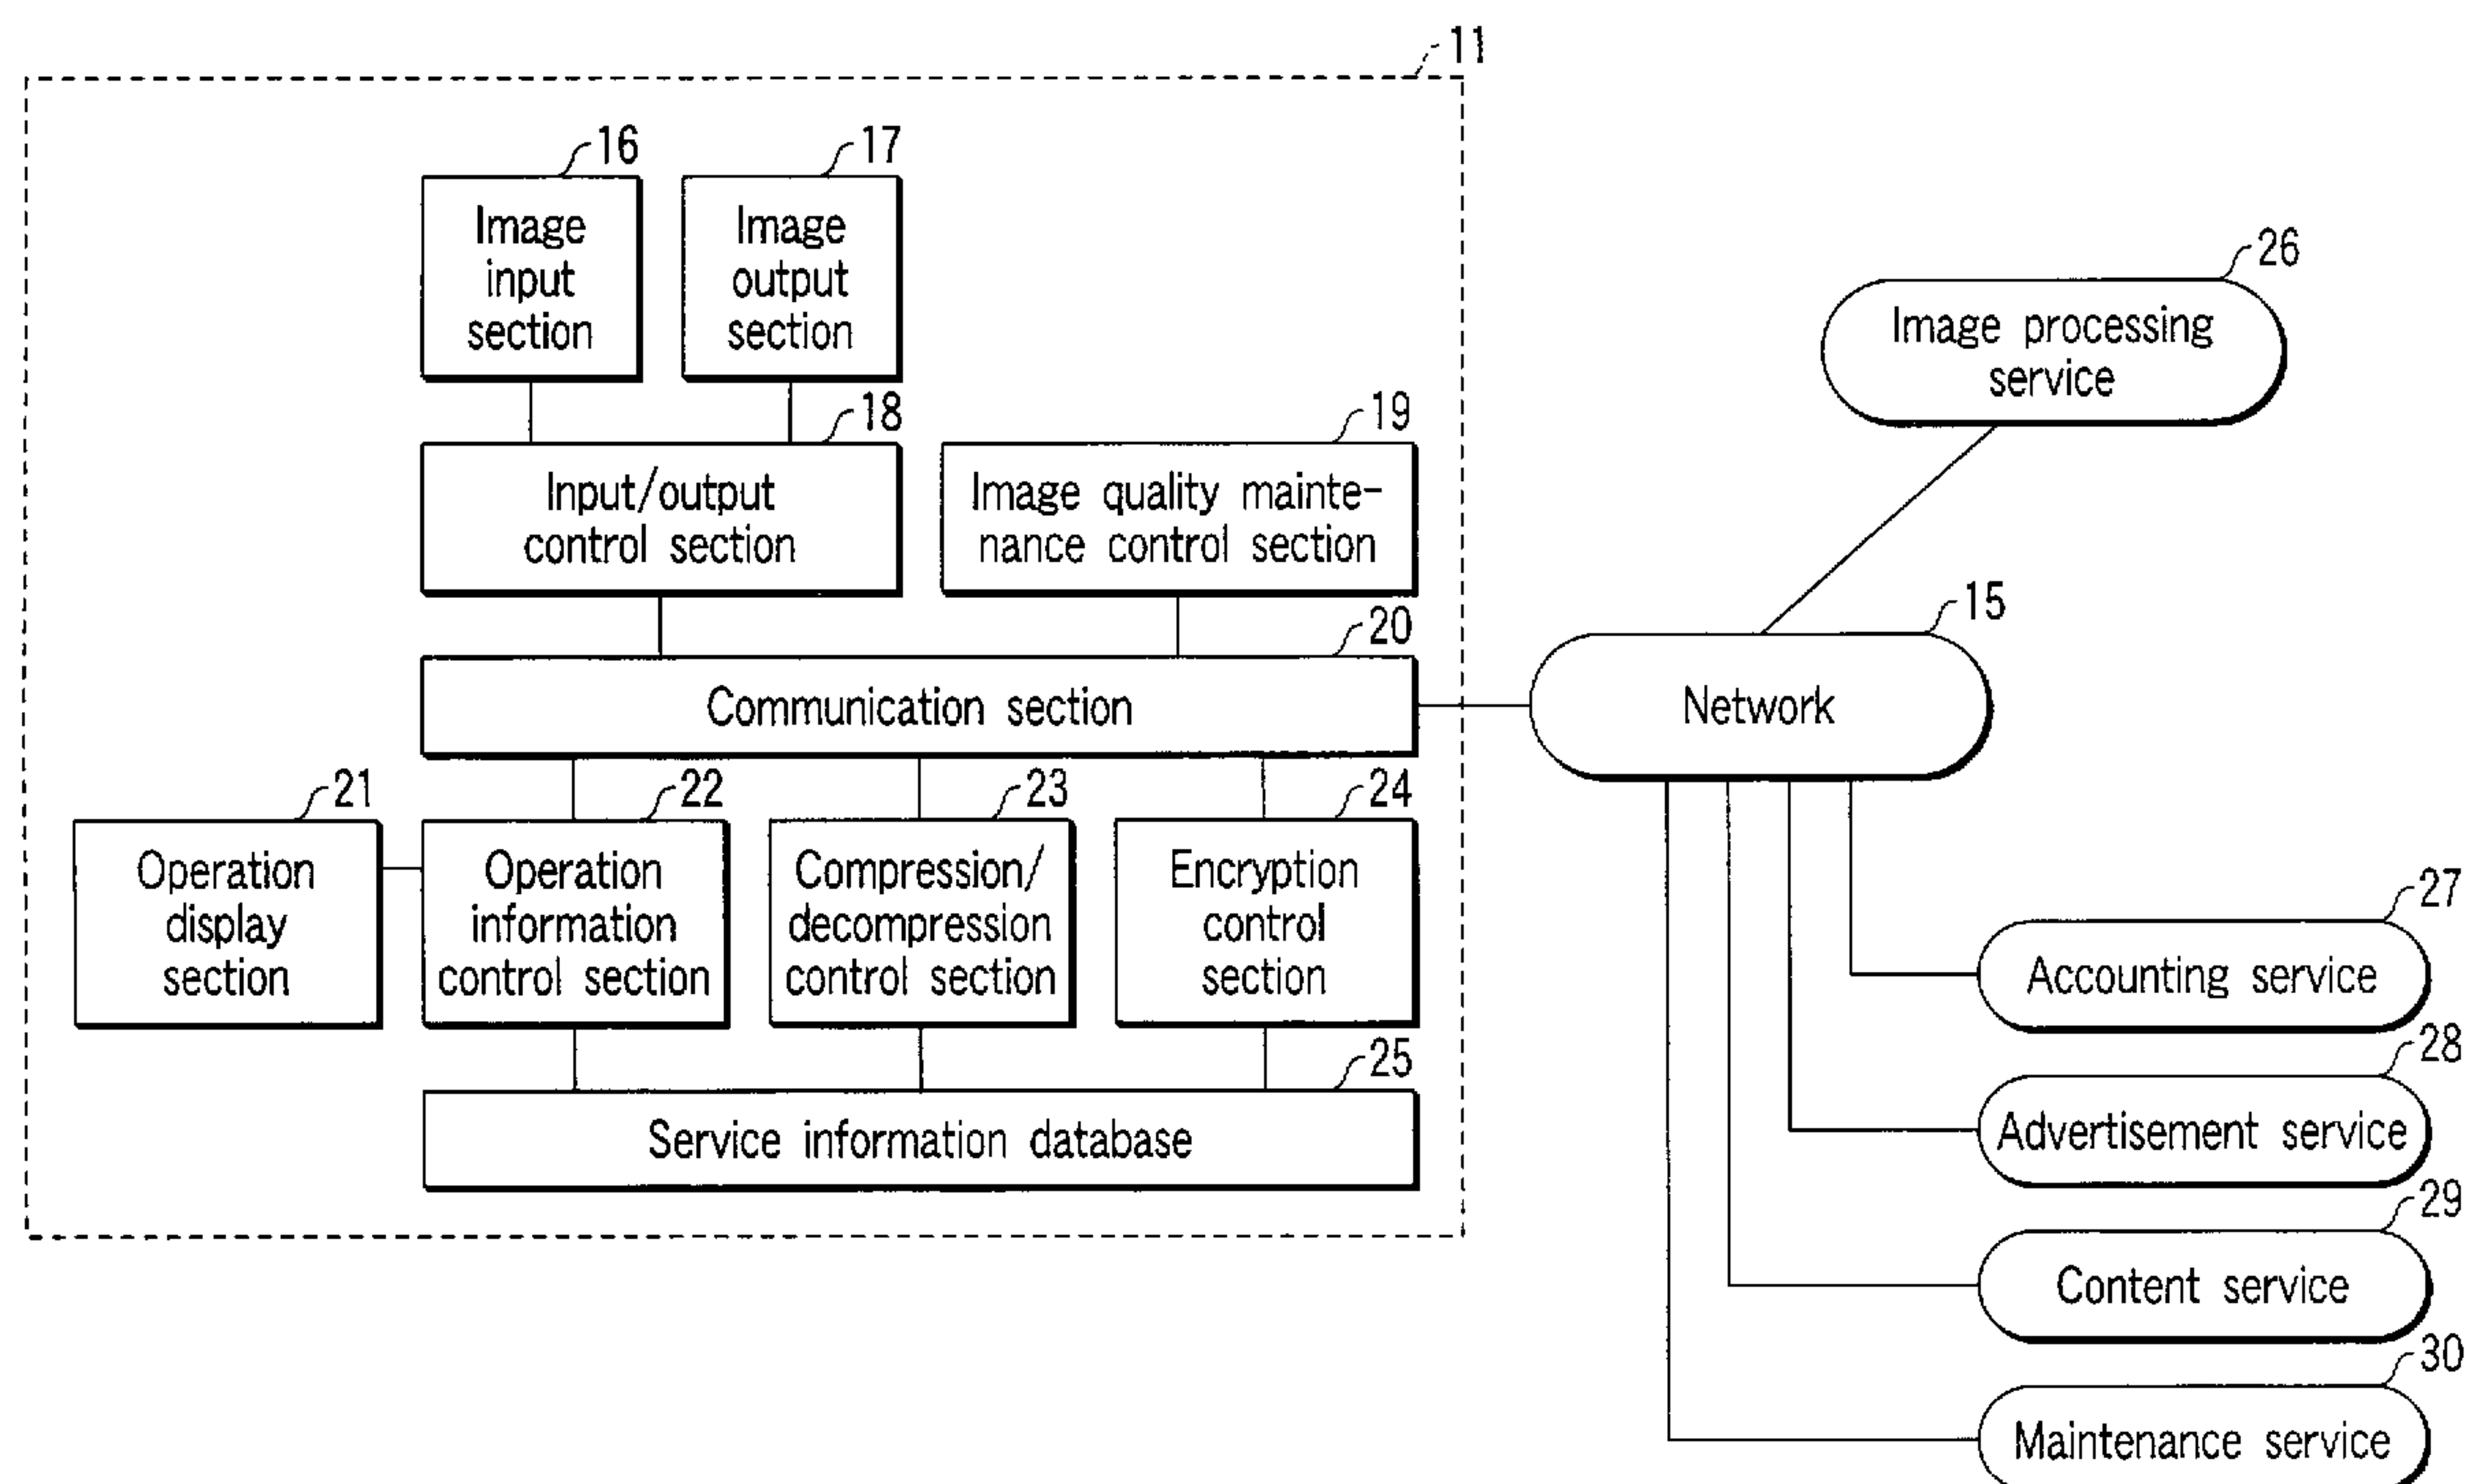 11
16
Image
input
section
17
Image
output
section
18
Input/output
control section
19
Image quality mainte-
nance control section
20
Communication section
21
Operation
display
section
22
Operation
information
control section
23
Compression/
decompression
control section
24
Encryption
control
section
25
Service information database
26
Image processing
service
15
Network
27
Accounting service
28
Advertisement service
29
Content service
30
Maintenance service